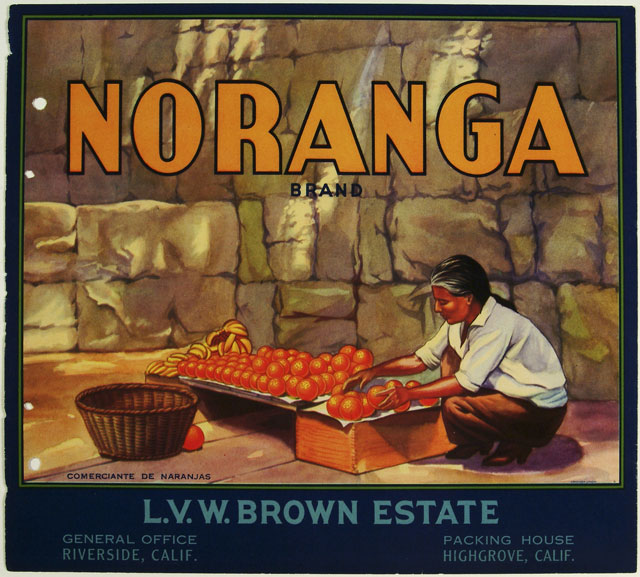 NORANGA
BRAND
COMERCIANTE DE NARANJAS
L.V.W. BROWN ESTATE
GENERAL OFFICE
RIVERSIDE, CALIF.
PACKING HOUSE
HIGHGROVE, CALIF.